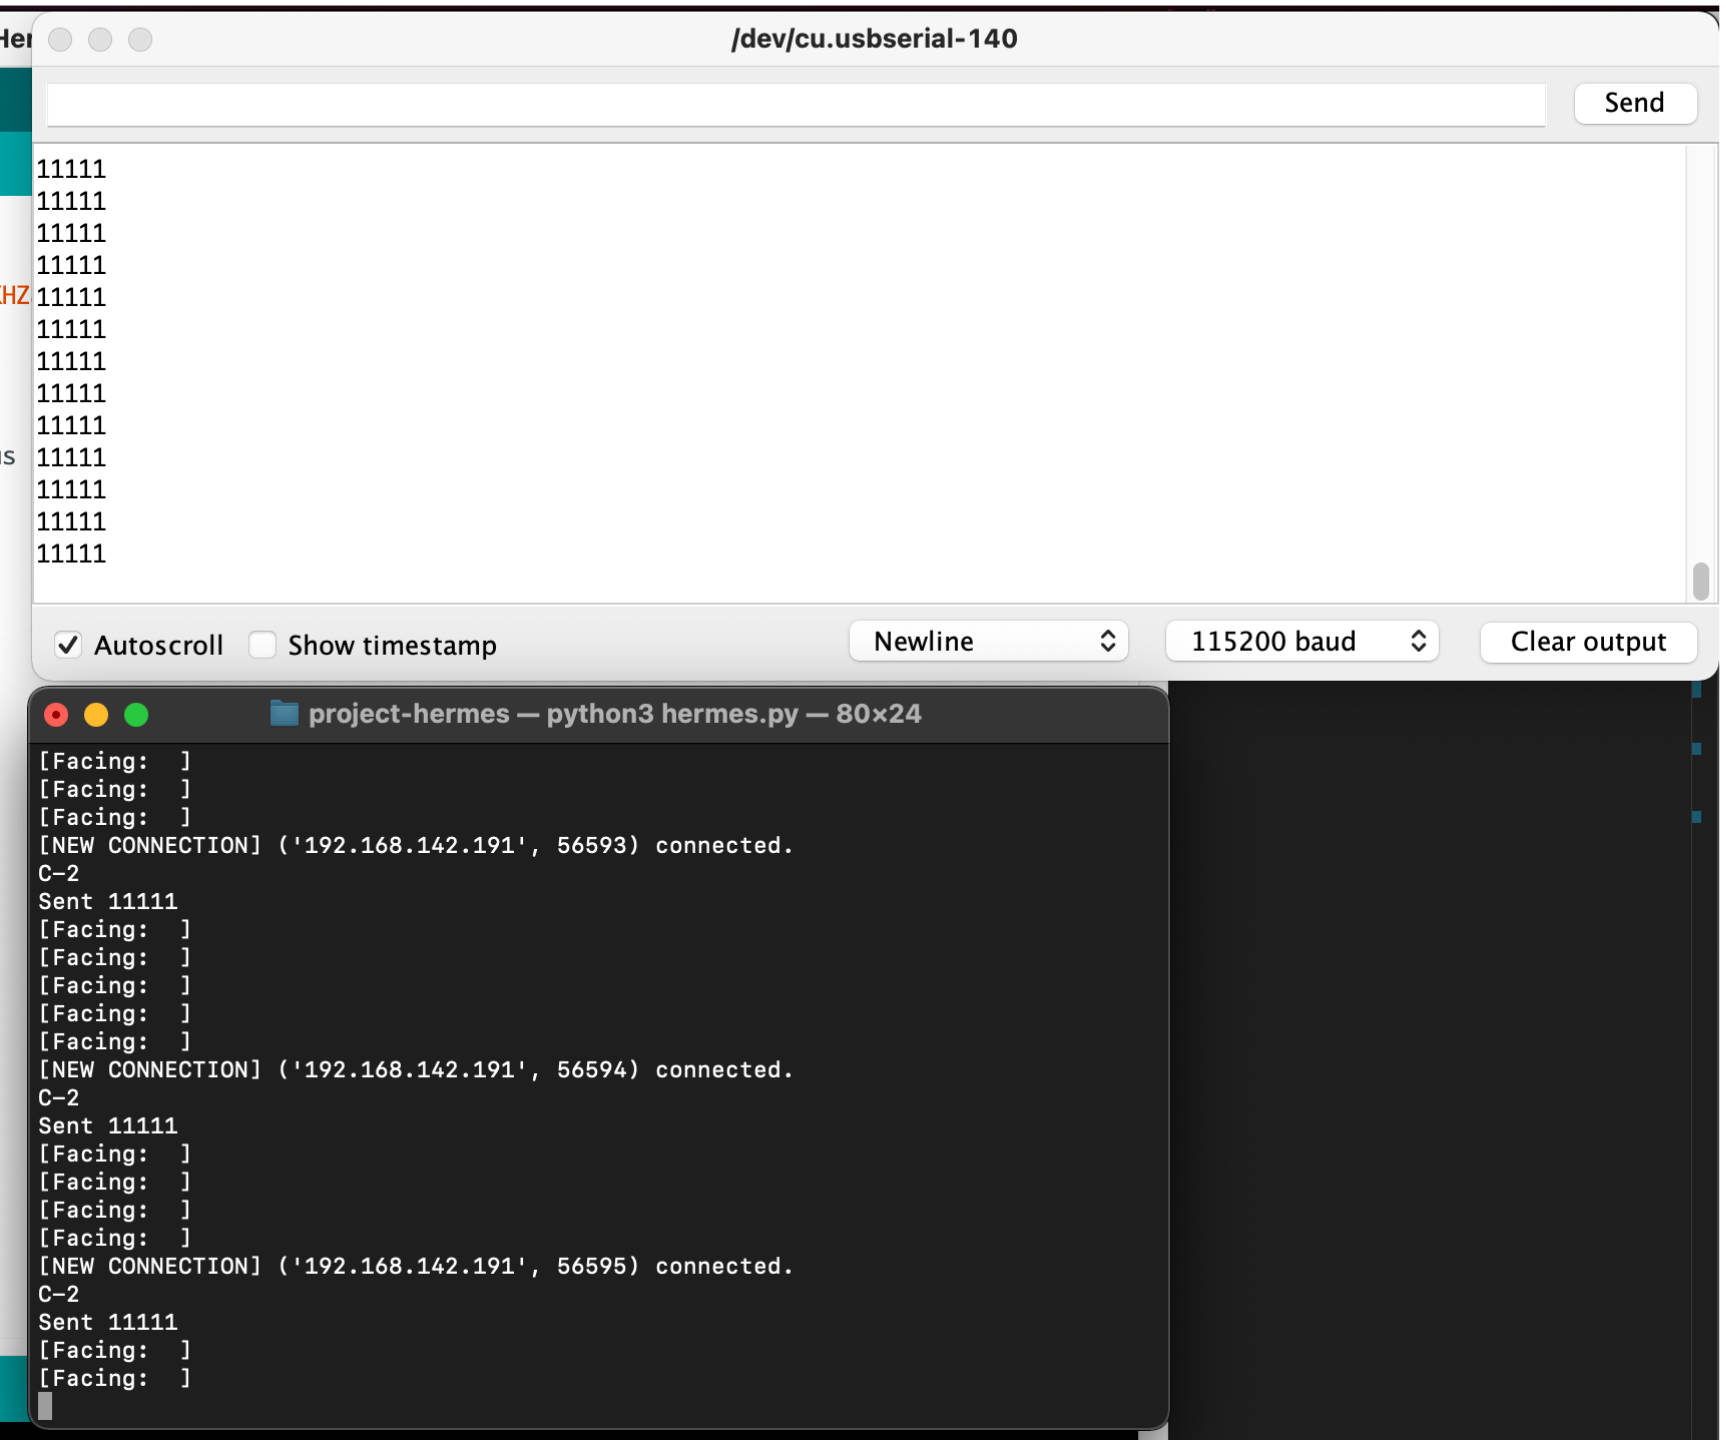 /dev/cu.usbserial-140
Send
11111
11111
11111
11111
11111
11111
11111
11111
11111
11111
11111
11111
11111
Autoscroll Show timestamp Newline 115200 baud Clear output
project-hermes — python3 hermes.py — 80×24
[Facing:  ]
[Facing:  ]
[Facing:  ]
[NEW CONNECTION] ('192.168.142.191', 56593) connected.
C-2
Sent 11111
[Facing:  ]
[Facing:  ]
[Facing:  ]
[Facing:  ]
[Facing:  ]
[NEW CONNECTION] ('192.168.142.191', 56594) connected.
C-2
Sent 11111
[Facing:  ]
[Facing:  ]
[Facing:  ]
[Facing:  ]
[NEW CONNECTION] ('192.168.142.191', 56595) connected.
C-2
Sent 11111
[Facing:  ]
[Facing:  ]